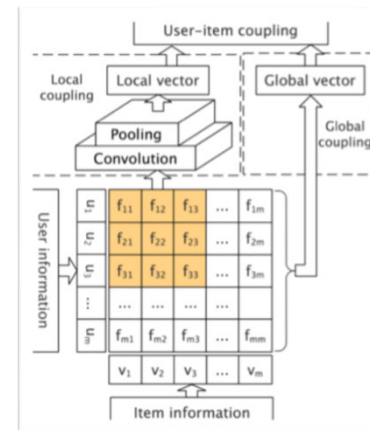 User-item coupling
Local coupling
Local vector
Global vector
Global coupling
Pooling
Convolution
User information
u₁ f₁₁ f₁₂ f₁₃ ... f₁ₘ
u₂ f₂₁ f₂₂ f₂₃ ... f₂ₘ
u₃ f₃₁ f₃₂ f₃₃ ... f₃ₘ
... ... ... ... ...
uₘ fₘ₁ fₘ₂ fₘ₃ ... fₘₘ
v₁ v₂ v₃ ... vₘ
Item information